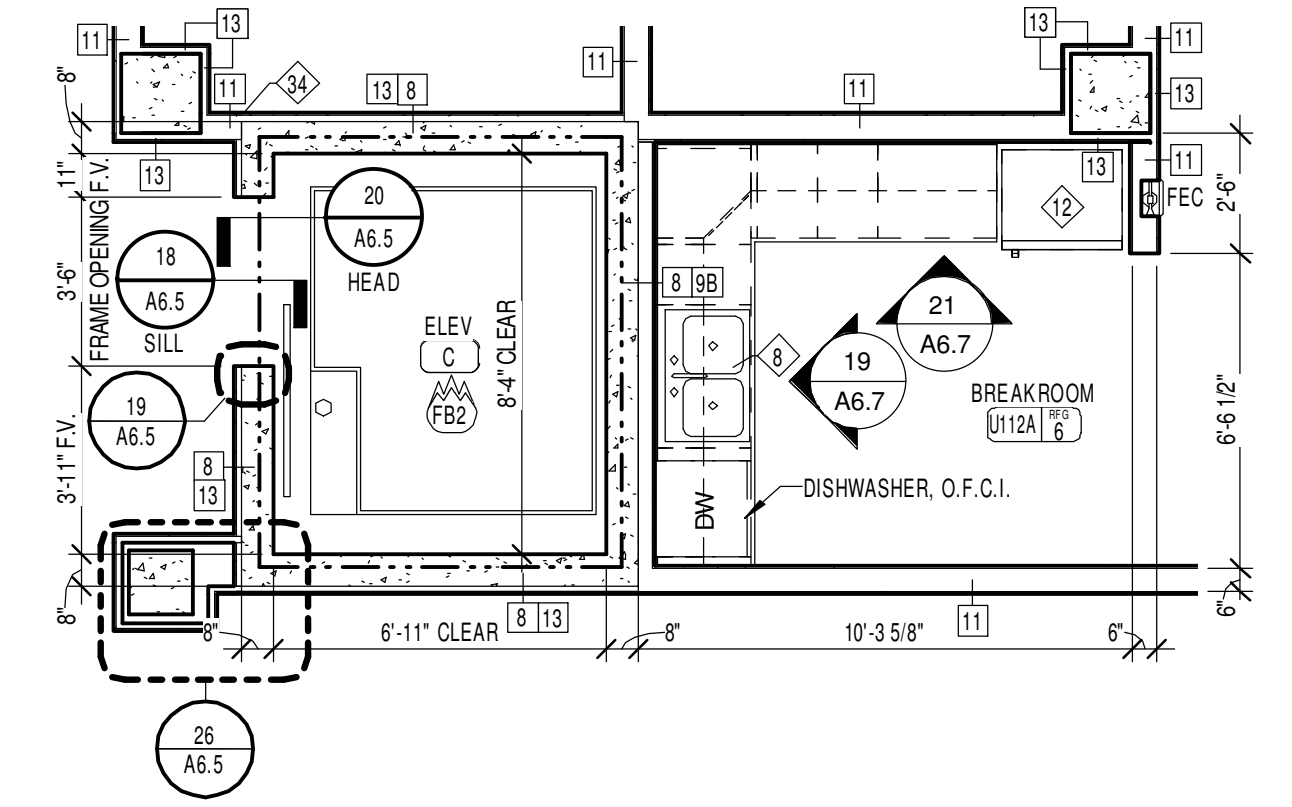 13
13
11
11
11
13
8"
11
34
13 8
11
13
8"
11"
13
13
11
12
FEC
2'-6"
FRAME OPENING F.V.
20
A6.5
HEAD
18
A6.5
SILL
3'-6"
8 9B
21
A6.7
ELEV
C
FB2
8'-4" CLEAR
8
19
A6.7
BREAKROOM
U112A RFG 6
19
A6.5
6'-6 1/2"
3'-11" F.V.
8
13
DW
DISHWASHER, O.F.C.I.
8"
8"
6'-11" CLEAR
8 13
8"
10'-3 5/8"
11
6"
6"
26
A6.5